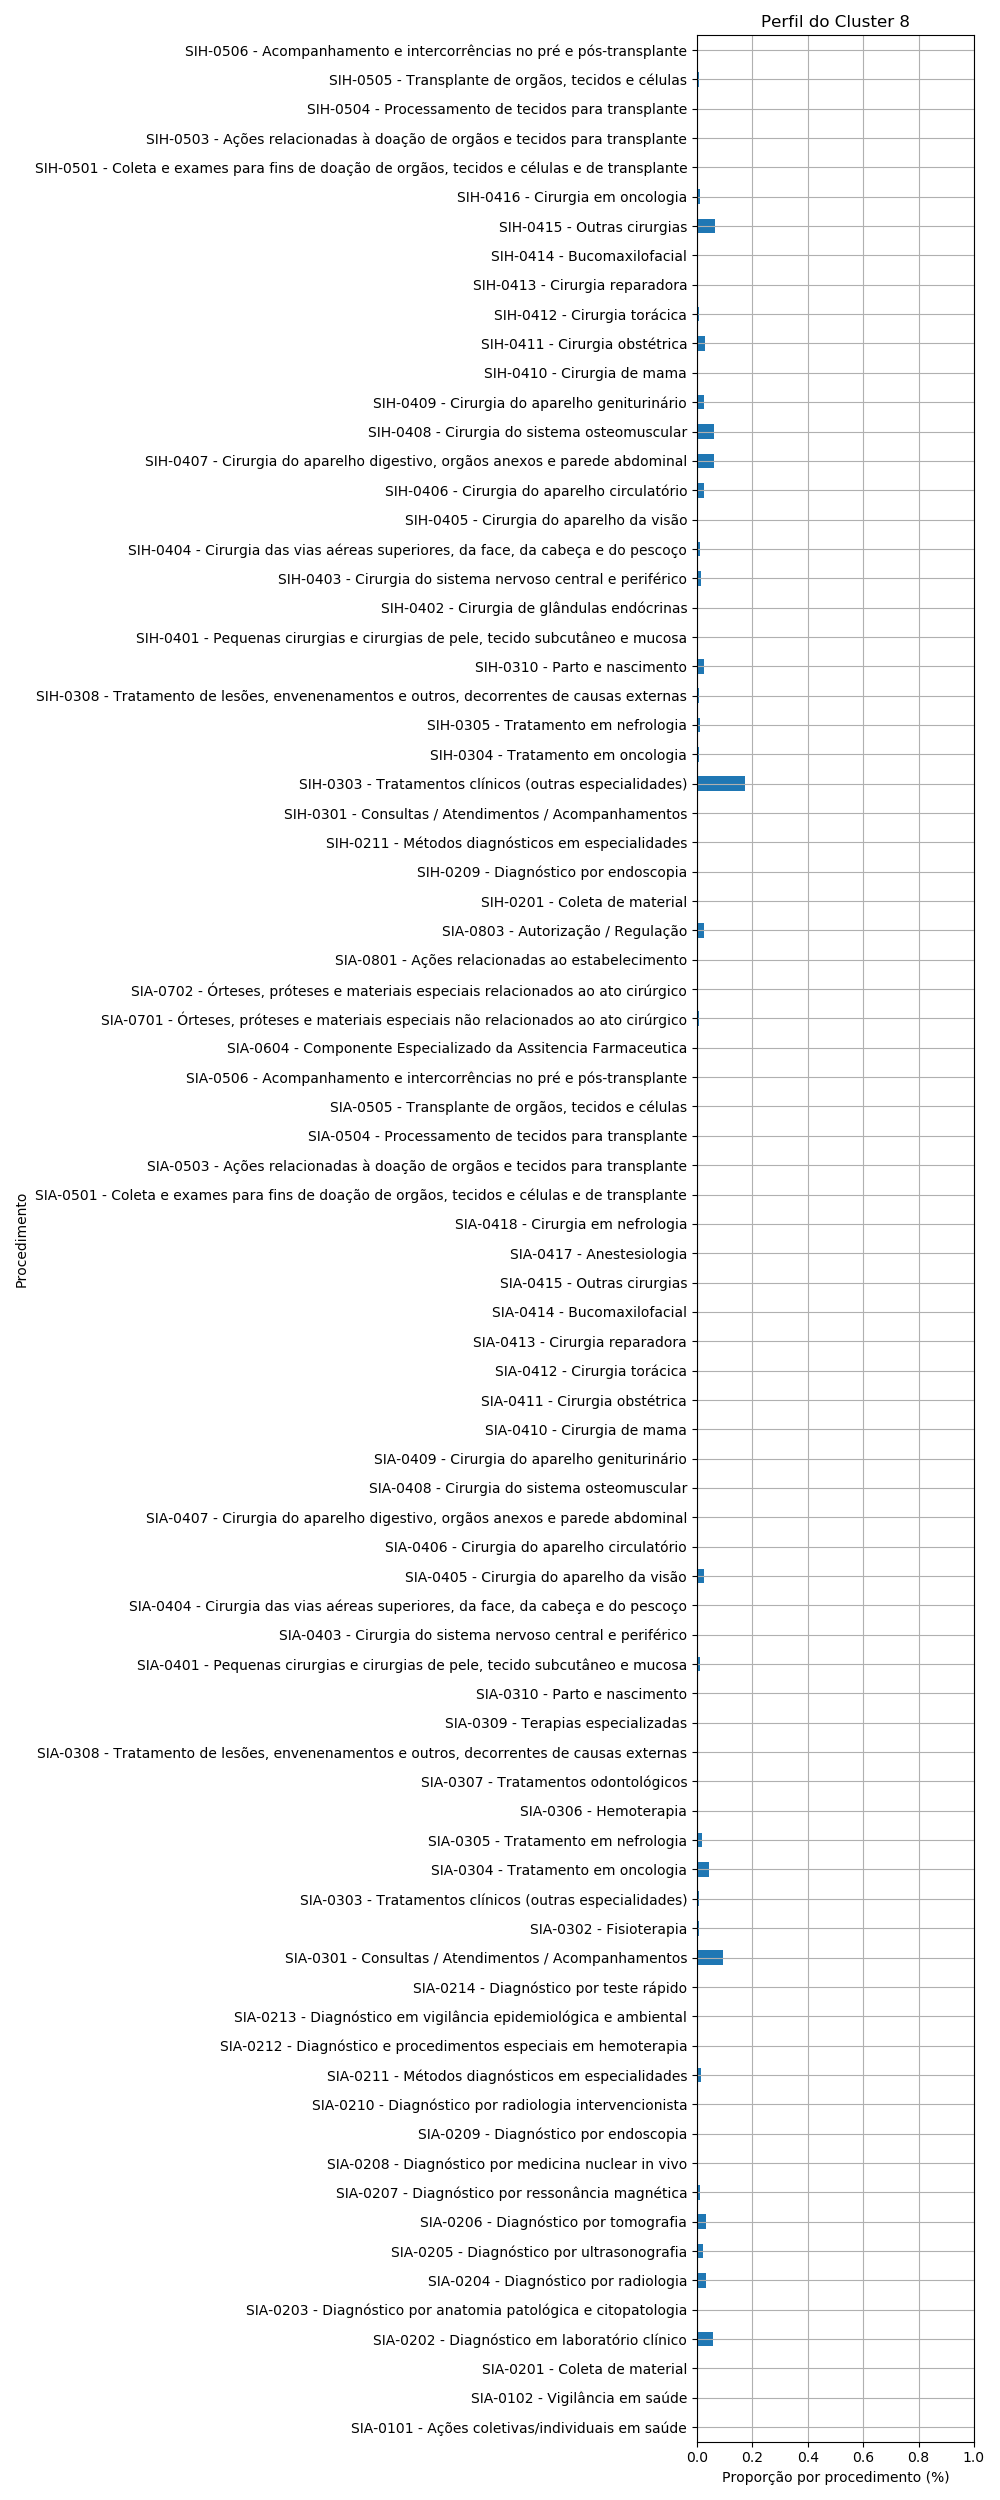 Perfil do Cluster 8
SIH-0506 - Acompanhamento e intercorrências no pré e pós-transplante
SIH-0505 - Transplante de orgãos, tecidos e células
SIH-0504 - Processamento de tecidos para transplante
SIH-0503 - Ações relacionadas à doação de orgãos e tecidos para transplante
SIH-0501 - Coleta e exames para fins de doação de orgãos, tecidos e células e de transplante
SIH-0416 - Cirurgia em oncologia
SIH-0415 - Outras cirurgias
SIH-0414 - Bucomaxilofacial
SIH-0413 - Cirurgia reparadora
SIH-0412 - Cirurgia torácica
SIH-0411 - Cirurgia obstétrica
SIH-0410 - Cirurgia de mama
SIH-0409 - Cirurgia do aparelho geniturinário
SIH-0408 - Cirurgia do sistema osteomuscular
SIH-0407 - Cirurgia do aparelho digestivo, orgãos anexos e parede abdominal
SIH-0406 - Cirurgia do aparelho circulatório
SIH-0405 - Cirurgia do aparelho da visão
SIH-0404 - Cirurgia das vias aéreas superiores, da face, da cabeça e do pescoço
SIH-0403 - Cirurgia do sistema nervoso central e periférico
SIH-0402 - Cirurgia de glândulas endócrinas
SIH-0401 - Pequenas cirurgias e cirurgias de pele, tecido subcutâneo e mucosa
SIH-0310 - Parto e nascimento
SIH-0308 - Tratamento de lesões, envenenamentos e outros, decorrentes de causas externas
SIH-0305 - Tratamento em nefrologia
SIH-0304 - Tratamento em oncologia
SIH-0303 - Tratamentos clínicos (outras especialidades)
SIH-0301 - Consultas / Atendimentos / Acompanhamentos
SIH-0211 - Métodos diagnósticos em especialidades
SIH-0209 - Diagnóstico por endoscopia
SIH-0201 - Coleta de material
SIA-0803 - Autorização / Regulação
SIA-0801 - Ações relacionadas ao estabelecimento
SIA-0702 - Órteses, próteses e materiais especiais relacionados ao ato cirúrgico
SIA-0701 - Órteses, próteses e materiais especiais não relacionados ao ato cirúrgico
SIA-0604 - Componente Especializado da Assitencia Farmaceutica
SIA-0506 - Acompanhamento e intercorrências no pré e pós-transplante
SIA-0505 - Transplante de orgãos, tecidos e células
SIA-0504 - Processamento de tecidos para transplante
SIA-0503 - Ações relacionadas à doação de orgãos e tecidos para transplante
SIA-0501 - Coleta e exames para fins de doação de orgãos, tecidos e células e de transplante
SIA-0418 - Cirurgia em nefrologia
SIA-0417 - Anestesiologia
SIA-0415 - Outras cirurgias
SIA-0414 - Bucomaxilofacial
SIA-0413 - Cirurgia reparadora
SIA-0412 - Cirurgia torácica
SIA-0411 - Cirurgia obstétrica
SIA-0410 - Cirurgia de mama
SIA-0409 - Cirurgia do aparelho geniturinário
SIA-0408 - Cirurgia do sistema osteomuscular
SIA-0407 - Cirurgia do aparelho digestivo, orgãos anexos e parede abdominal
SIA-0406 - Cirurgia do aparelho circulatório
SIA-0405 - Cirurgia do aparelho da visão
SIA-0404 - Cirurgia das vias aéreas superiores, da face, da cabeça e do pescoço
SIA-0403 - Cirurgia do sistema nervoso central e periférico
SIA-0401 - Pequenas cirurgias e cirurgias de pele, tecido subcutâneo e mucosa
SIA-0310 - Parto e nascimento
SIA-0309 - Terapias especializadas
SIA-0308 - Tratamento de lesões, envenenamentos e outros, decorrentes de causas externas
SIA-0307 - Tratamentos odontológicos
SIA-0306 - Hemoterapia
SIA-0305 - Tratamento em nefrologia
SIA-0304 - Tratamento em oncologia
SIA-0303 - Tratamentos clínicos (outras especialidades)
SIA-0302 - Fisioterapia
SIA-0301 - Consultas / Atendimentos / Acompanhamentos
SIA-0214 - Diagnóstico por teste rápido
SIA-0213 - Diagnóstico em vigilância epidemiológica e ambiental
SIA-0212 - Diagnóstico e procedimentos especiais em hemoterapia
SIA-0211 - Métodos diagnósticos em especialidades
SIA-0210 - Diagnóstico por radiologia intervencionista
SIA-0209 - Diagnóstico por endoscopia
SIA-0208 - Diagnóstico por medicina nuclear in vivo
SIA-0207 - Diagnóstico por ressonância magnética
SIA-0206 - Diagnóstico por tomografia
SIA-0205 - Diagnóstico por ultrasonografia
SIA-0204 - Diagnóstico por radiologia
SIA-0203 - Diagnóstico por anatomia patológica e citopatologia
SIA-0202 - Diagnóstico em laboratório clínico
SIA-0201 - Coleta de material
SIA-0102 - Vigilância em saúde
SIA-0101 - Ações coletivas/individuais em saúde
Procedimento
0.0 0.2 0.4 0.6 0.8 1.0
Proporção por procedimento (%)